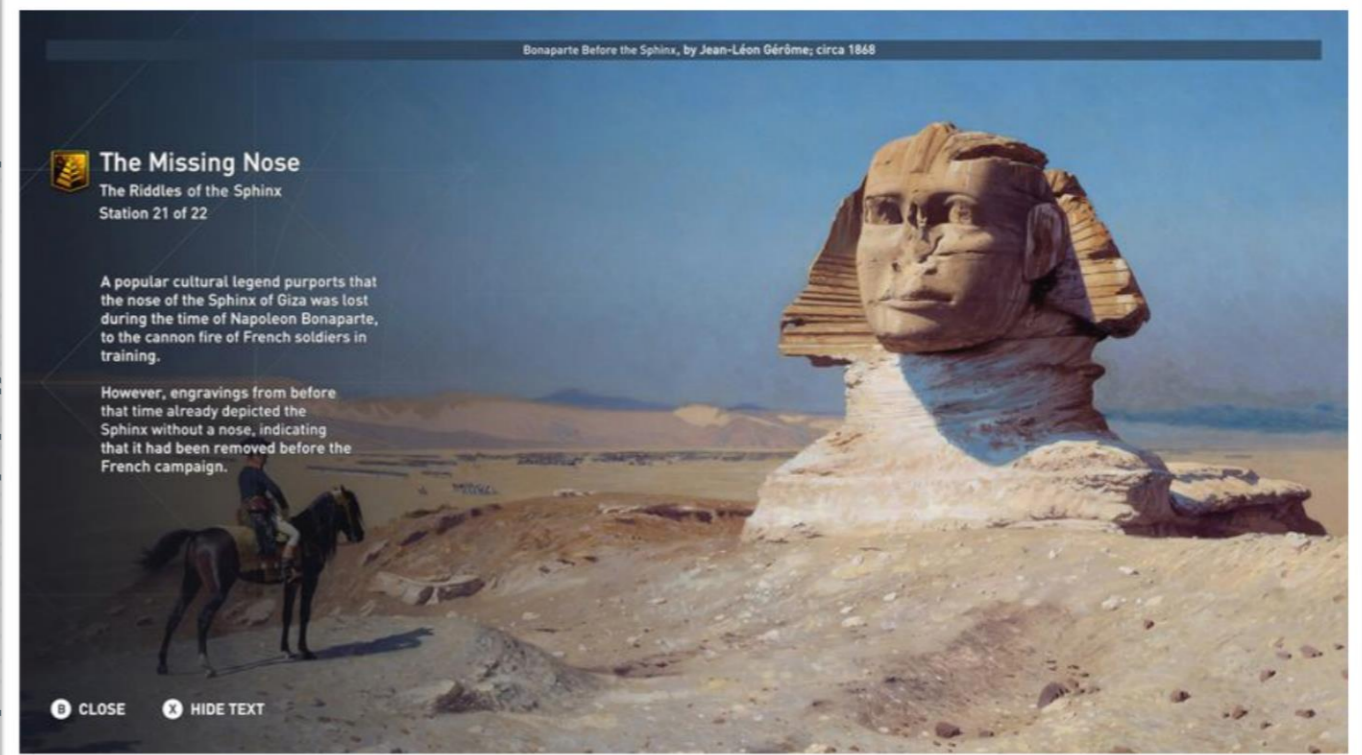 Bonaparte Before the Sphinx, by Jean-Léon Gérôme; circa 1868
The Missing Nose
The Riddles of the Sphinx
Station 21 of 22
A popular cultural legend purports that
the nose of the Sphinx of Giza was lost
during the time of Napoleon Bonaparte,
to the cannon fire of French soldiers in
training.
However, engravings from before
that time already depicted the
Sphinx without a nose, indicating
that it had been removed before the
French campaign.
B CLOSE X HIDE TEXT